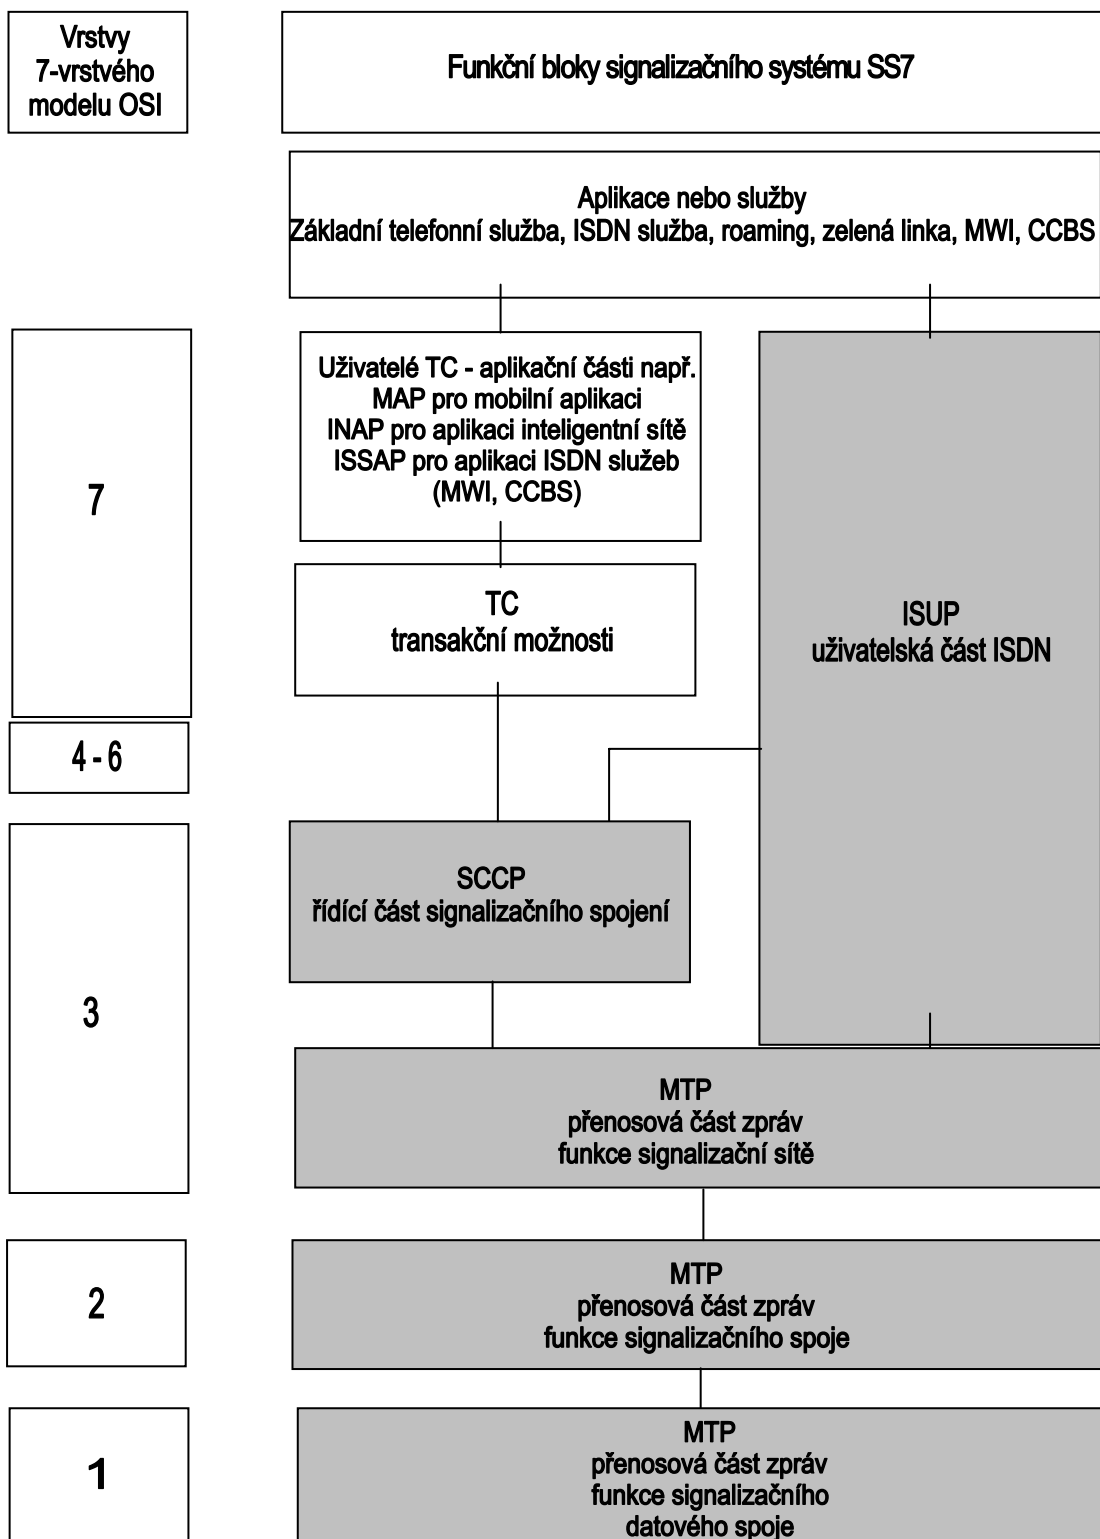 Vrstvy
7-vrstvého
modelu OSI
Funkční bloky signalizačního systému SS7
Aplikace nebo služby
Základní telefonní služba, ISDN služba, roaming, zelená linka, MWI, CCBS
7
Uživatelé TC - aplikační části např.
MAP pro mobilní aplikaci
INAP pro aplikaci inteligentní sítě
ISSAP pro aplikaci ISDN služeb
(MWI, CCBS)
TC
transakční možnosti
ISUP
uživatelská část ISDN
4 - 6
3
SCCP
řídící část signalizačního spojení
MTP
přenosová část zpráv
funkce signalizační sítě
2
MTP
přenosová část zpráv
funkce signalizačního spoje
1
MTP
přenosová část zpráv
funkce signalizačního
datového spoje